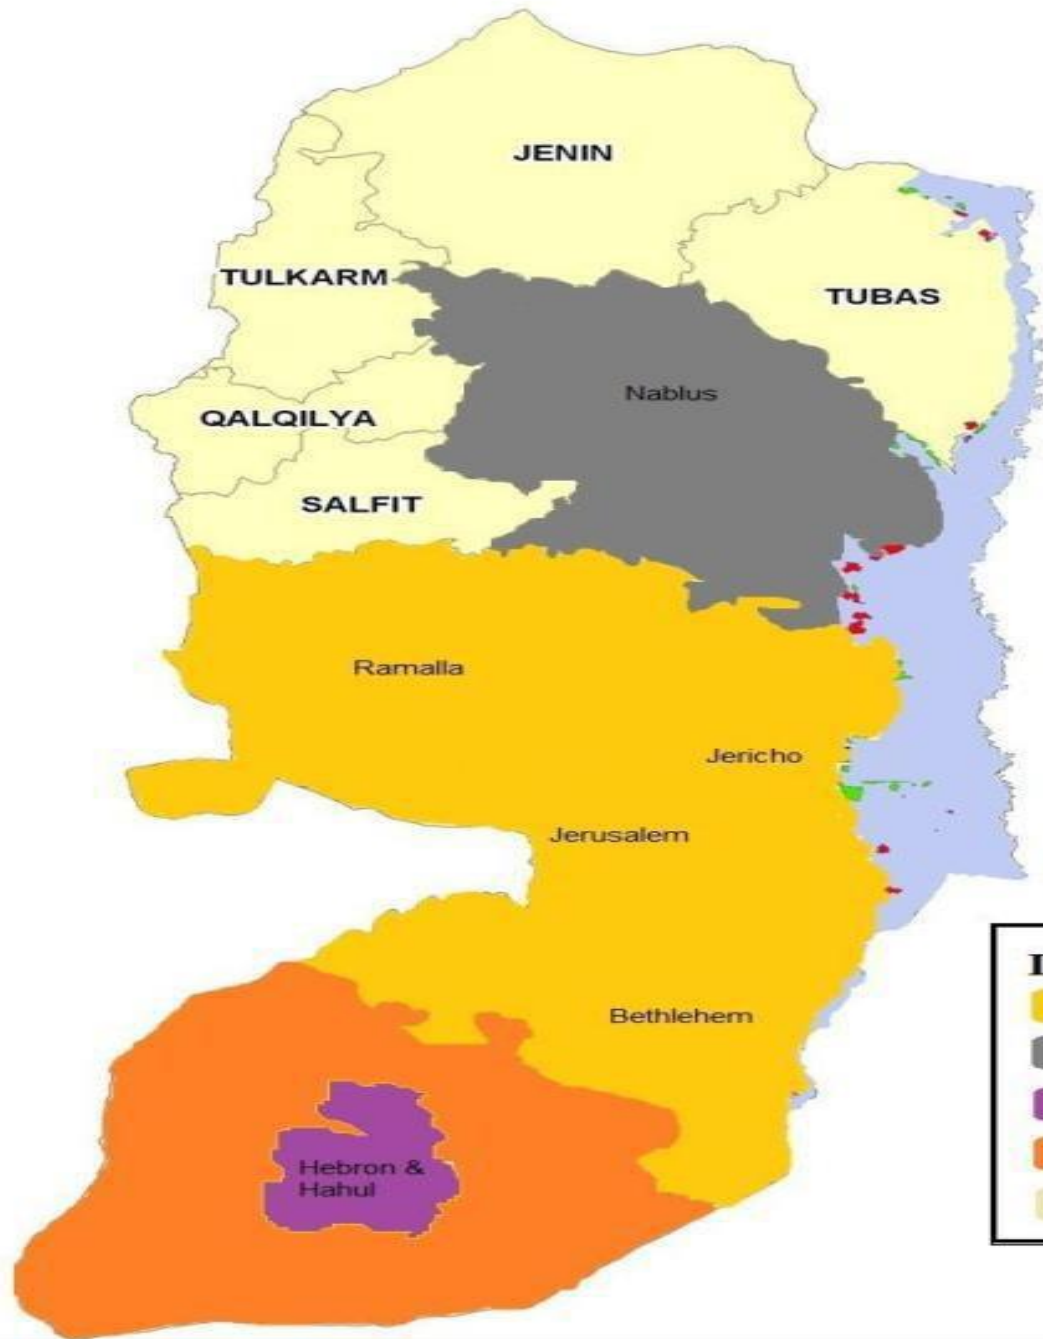 JENIN
TULKARM
TUBAS
Nablus
QALQILYA
SALFIT
Ramalla
Jericho
Jerusalem
Bethlehem
Hebron &
Hahul